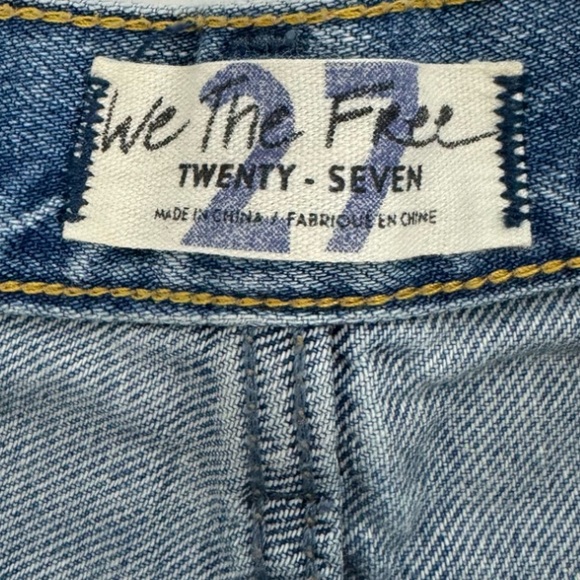 27
We The Free
TWENTY - SEVEN
MADE IN CHINA / FABRIQUE EN CHINE